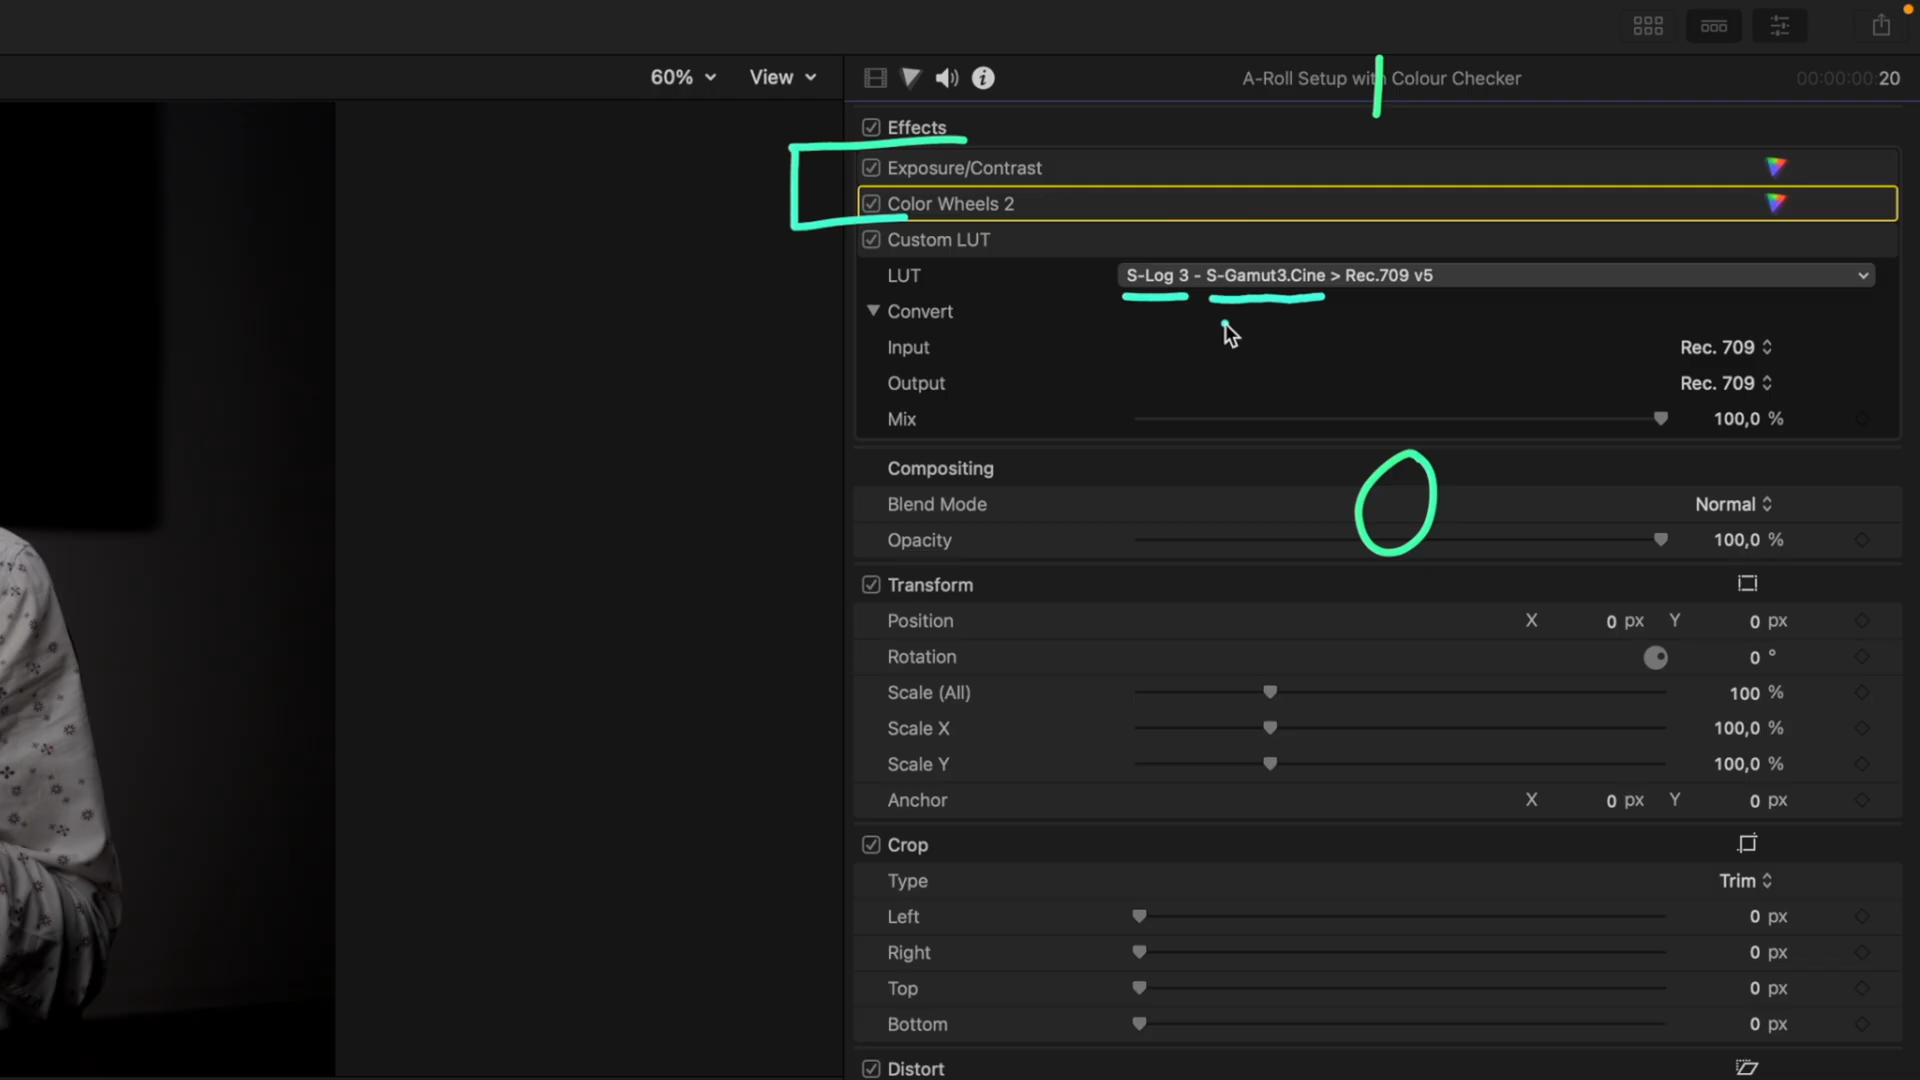 60% View A-Roll Setup with Colour Checker 00:00:00:20
Effects
Exposure/Contrast
Color Wheels 2
Custom LUT
LUT S-Log 3 - S-Gamut3.Cine > Rec.709 v5
Convert
Input Rec. 709
Output Rec. 709
Mix 100,0 %
Compositing
Blend Mode Normal
Opacity 100,0 %
Transform
Position X 0 px Y 0 px
Rotation 0 °
Scale (All) 100 %
Scale X 100,0 %
Scale Y 100,0 %
Anchor X 0 px Y 0 px
Crop
Type Trim
Left 0 px
Right 0 px
Top 0 px
Bottom 0 px
Distort